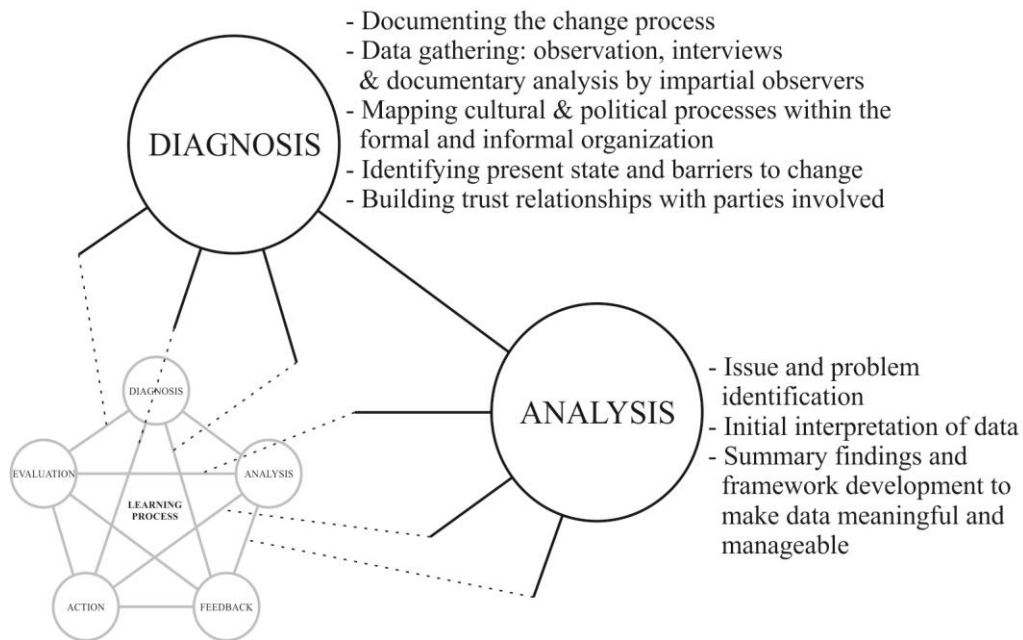 - Documenting the change process
- Data gathering: observation, interviews
& documentary analysis by impartial observers
- Mapping cultural & political processes within the
formal and informal organization
- Identifying present state and barriers to change
- Building trust relationships with parties involved
DIAGNOSIS
ANALYSIS
- Issue and problem
identification
- Initial interpretation of data
- Summary findings and
framework development to
make data meaningful and
manageable
DIAGNOSIS
EVALUATION
ANALYSIS
LEARNING
PROCESS
ACTION
FEEDBACK